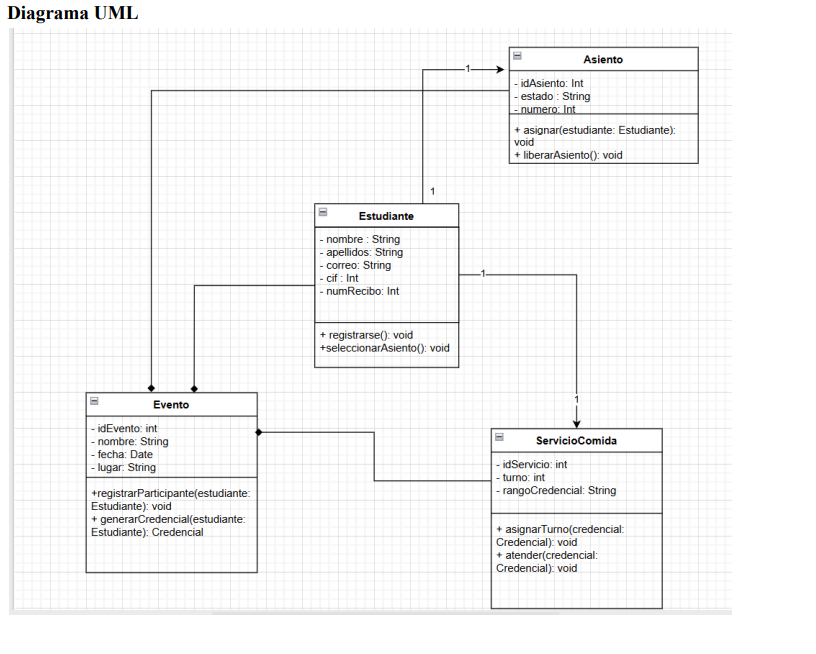 Diagrama UML
Asiento
- idAsiento: Int
- estado : String
- numero: Int
+ asignar(estudiante: Estudiante):
void
+ liberarAsiento(): void
1
1
Estudiante
- nombre : String
- apellidos: String
- correo: String
- cif : Int
- numRecibo: Int
+ registrarse(): void
+seleccionarAsiento(): void
1
1
Evento
- idEvento: int
- nombre: String
- fecha: Date
- lugar: String
+registrarParticipante(estudiante:
Estudiante): void
+ generarCredencial(estudiante:
Estudiante): Credencial
ServicioComida
- idServicio: int
- turno: int
- rangoCredencial: String
+ asignarTurno(credencial:
Credencial): void
+ atender(credencial:
Credencial): void